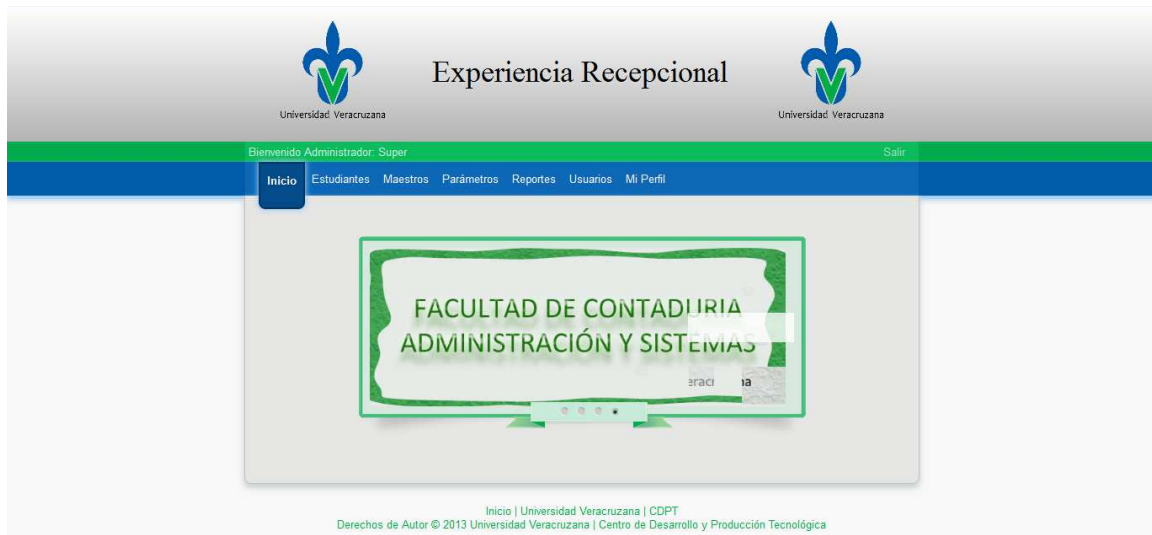 Experiencia Recepcional
Universidad Veracruzana
Universidad Veracruzana
Bienvenido Administrador: Super
Salir
Inicio Estudiantes Maestros Parámetros Reportes Usuarios Mi Perfil
FACULTAD DE CONTADURIA
ADMINISTRACIÓN Y SISTEMAS
Inicio | Universidad Veracruzana | CDPT
Derechos de Autor © 2013 Universidad Veracruzana | Centro de Desarrollo y Producción Tecnológica